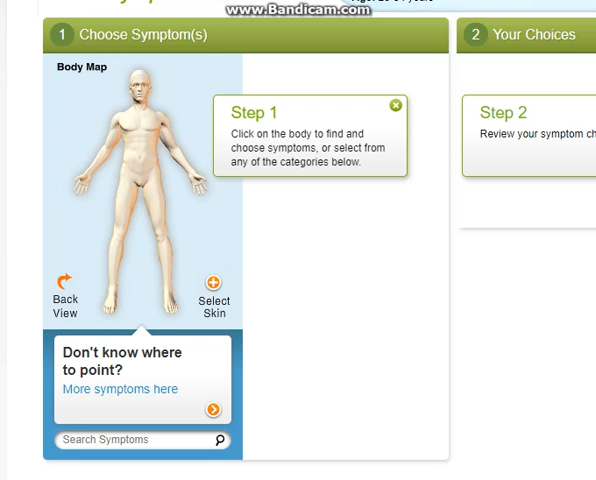 www.Bandicam.com
1 Choose Symptom(s)
2 Your Choices
Body Map
Step 1
Click on the body to find and
choose symptoms, or select from
any of the categories below.
Step 2
Review your symptom ch
Back
View
Select
Skin
Don't know where
to point?
More symptoms here
Search Symptoms